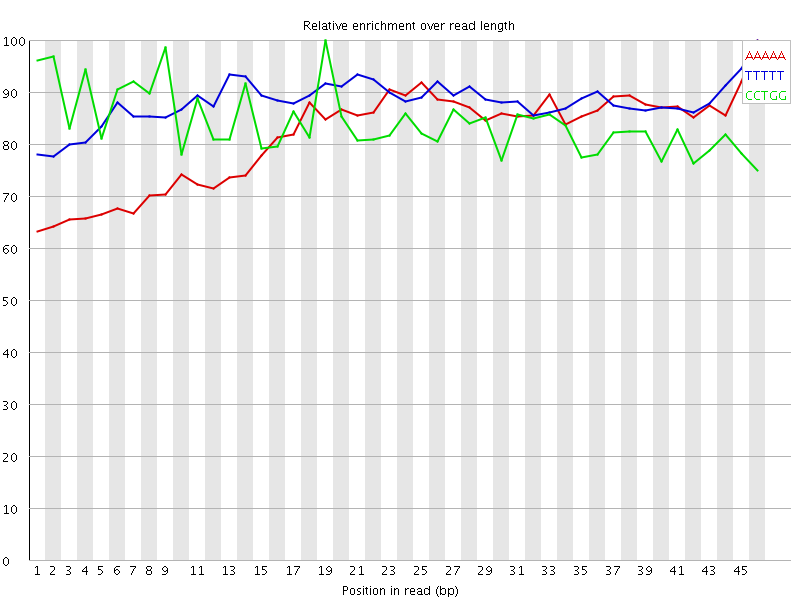 Relative enrichment over read length
100
90
80
70
60
50
40
30
20
10
0
AAAAA
TTTTT
CCTGG
1 2 3 4 5 6 7 8 9 11 13 15 17 19 21 23 25 27 29 31 33 35 37 39 41 43 45
Position in read (bp)